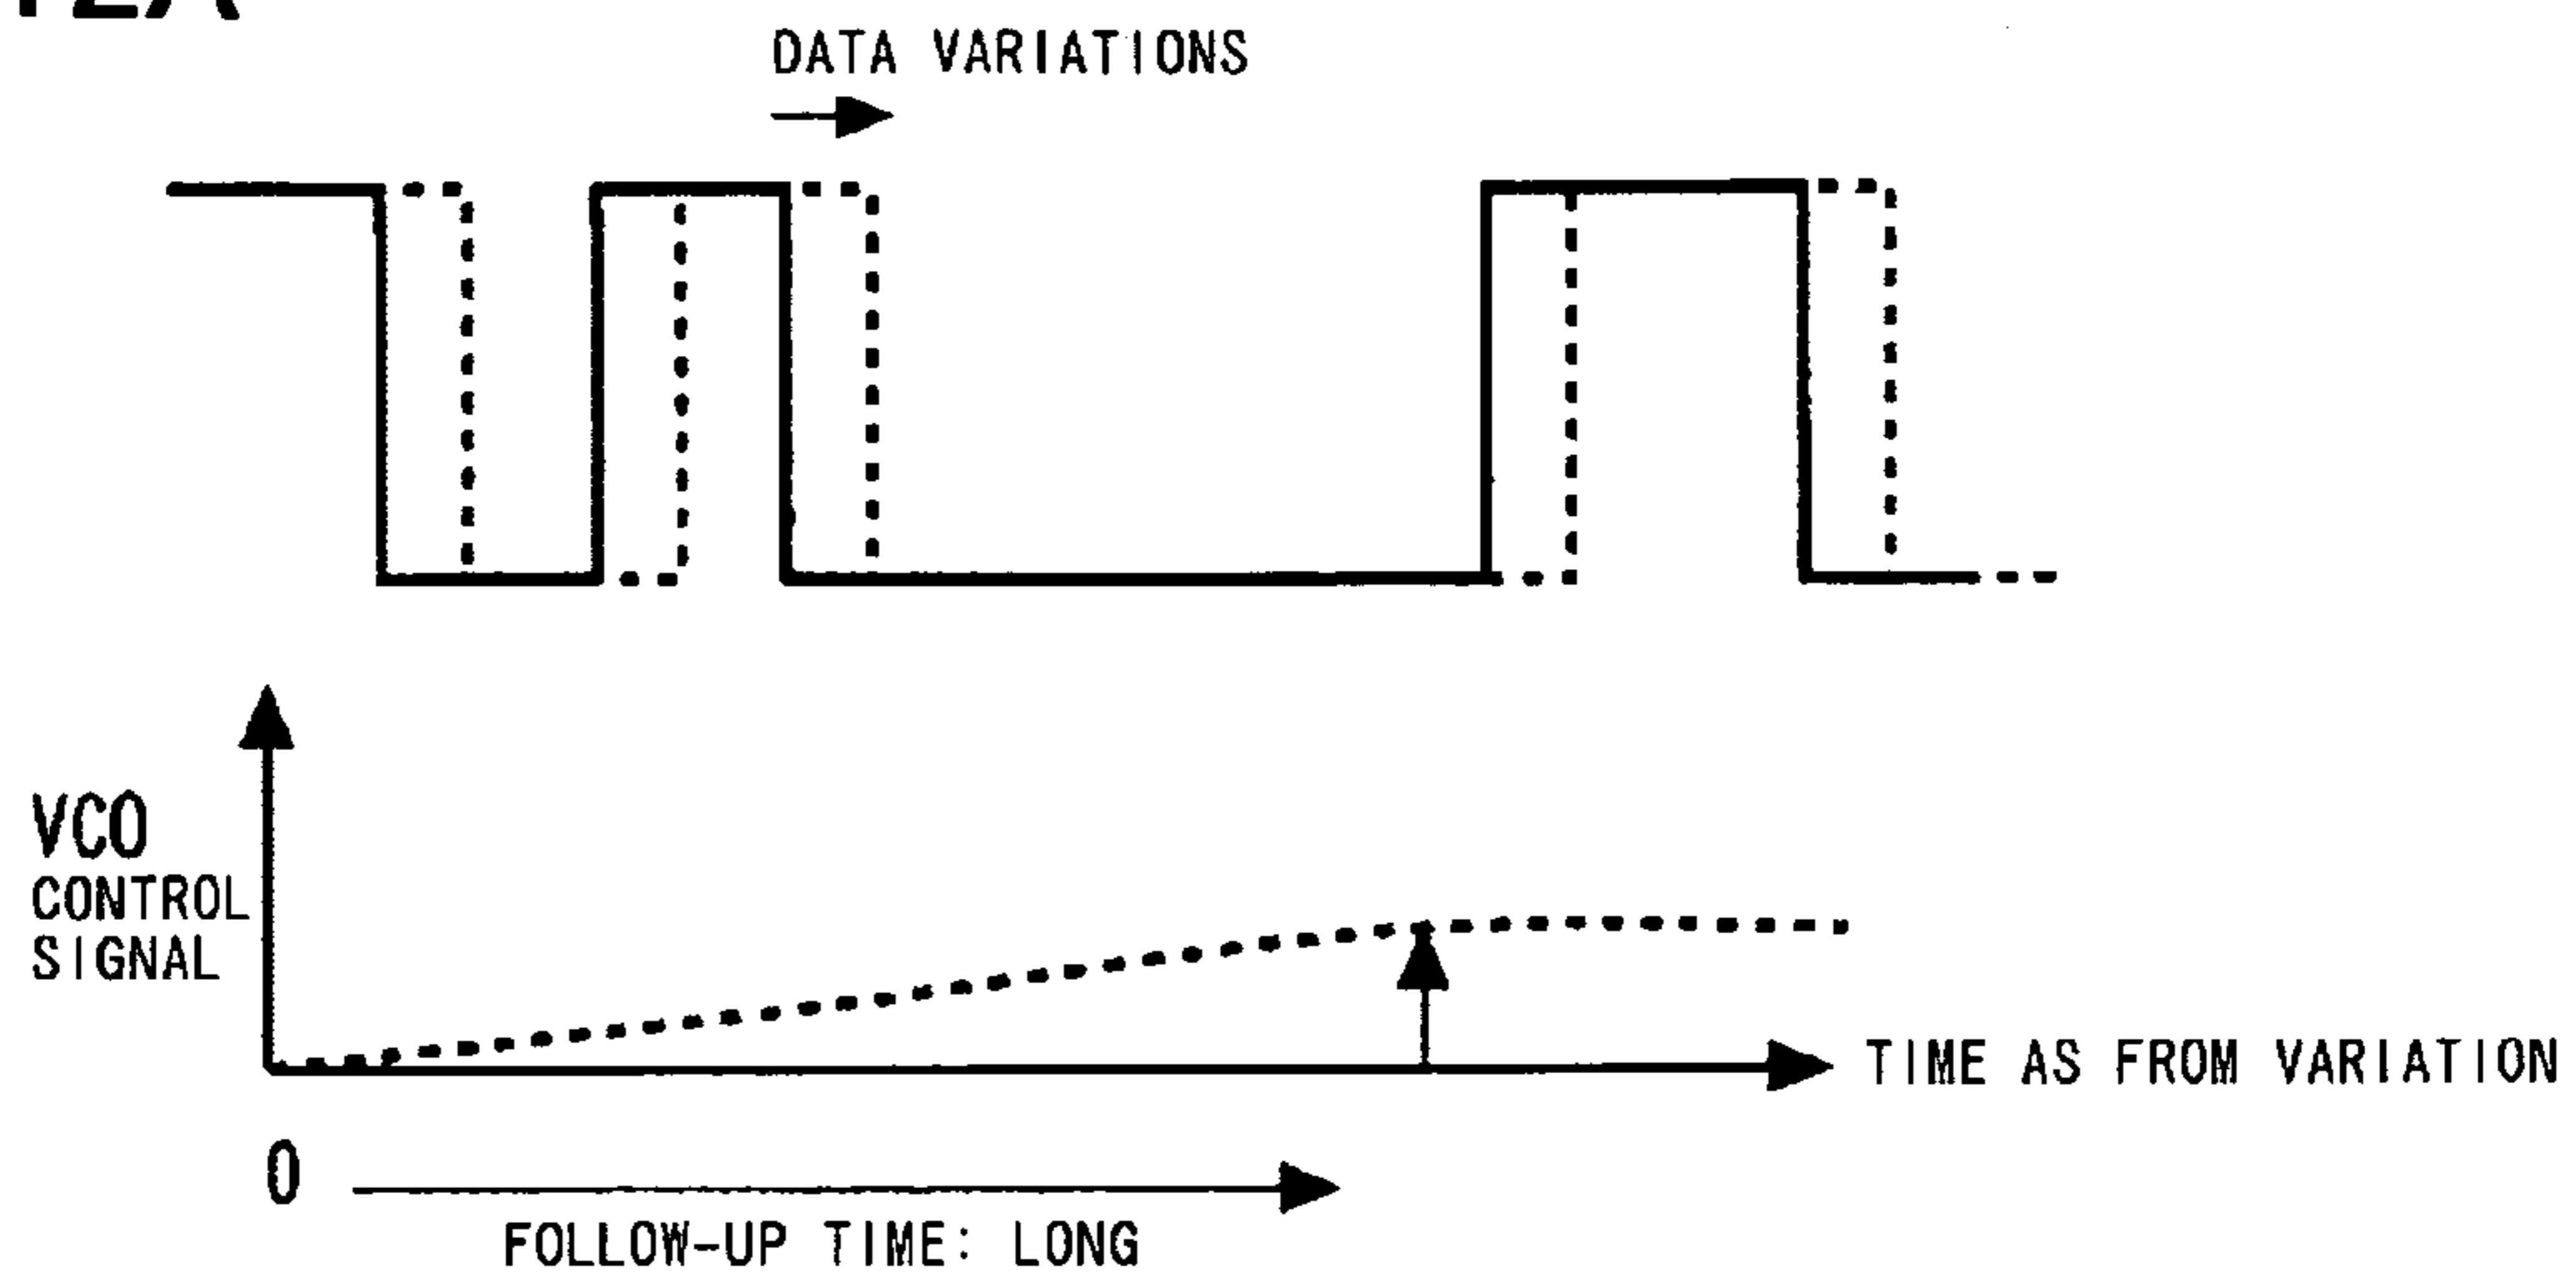 DATA VARIATIONS
VCO
CONTROL
SIGNAL
TIME AS FROM VARIATION
0
FOLLOW-UP TIME: LONG